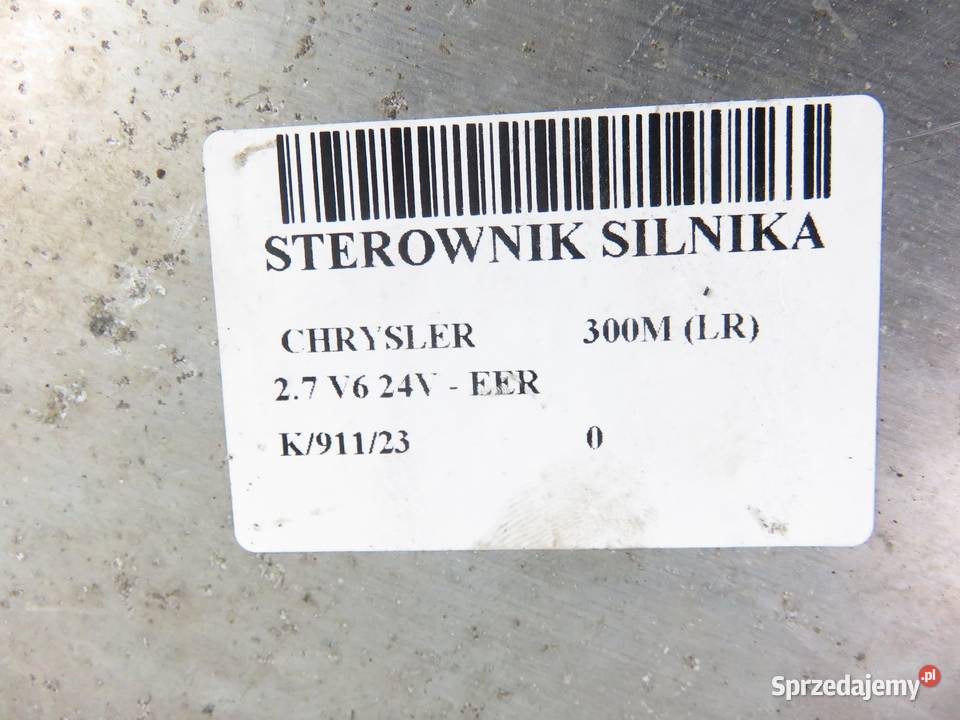 STEROWNIK SILNIKA
CHRYSLER 300M (LR)
2.7 V6 24V - EER
K/911/23 0
Sprzedajemy.pl